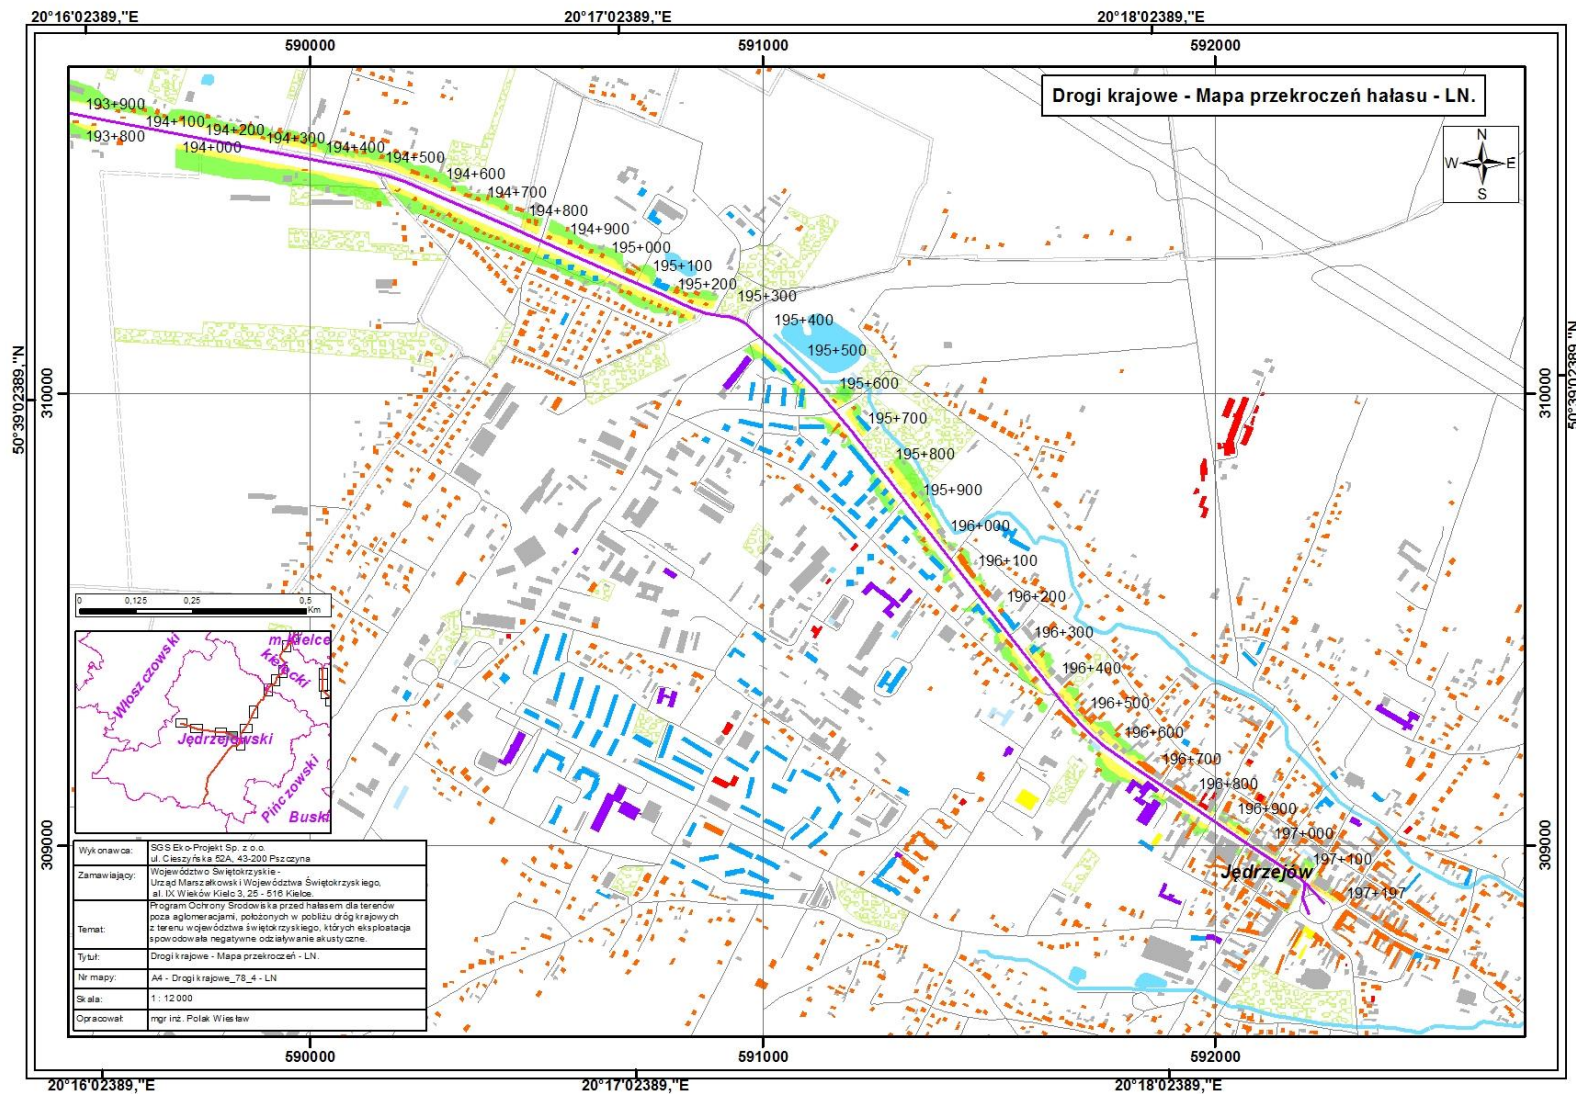 20°16'02389,"E
20°17'02389,"E
20°18'02389,"E
590000
591000
592000
Drogi krajowe - Mapa przekroczeń hałasu - LN.
N
W
E
S
193+900
193+800
194+100
194+000
194+200
194+300
194+400
194+500
194+600
194+700
194+800
194+900
195+000
195+100
195+200
195+300
195+400
195+500
195+600
195+700
195+800
195+900
196+000
196+100
196+200
196+300
196+400
196+500
196+600
196+700
196+800
196+900
197+000
197+100
197+197
Jędrzejów
50°39'02389,"N
310000
309000
310000
309000
50°39'02389,"N
0
0,125
0,25
0,5
Km
m. Kielce
kielecki
Włoszczowski
Jędrzejowski
Pińczowski
Buski
Wykonawca: SGS Eko-Projekt Sp. z o.o.
ul. Cieszyńska 52A, 43-200 Pszczyna
Zamawiający: Województwo Świętokrzyskie -
Urząd Marszałkowski Województwa Świętokrzyskiego,
al. IX Wieków Kielc 3, 25 - 516 Kielce.
Temat: Program Ochrony Środowiska przed hałasem dla terenów
poza aglomeracjami, położonych w pobliżu dróg krajowych
z terenu województwa świętokrzyskiego, których eksploatacja
spowodowała negatywne oddziaływanie akustyczne.
Tytuł: Drogi krajowe - Mapa przekroczeń - LN.
Nr mapy: A4 - Drogi krajowe_78_4 - LN
Skala: 1 : 12 000
Opracował: mgr inż. Polak Wiesław
590000
591000
592000
20°16'02389,"E
20°17'02389,"E
20°18'02389,"E